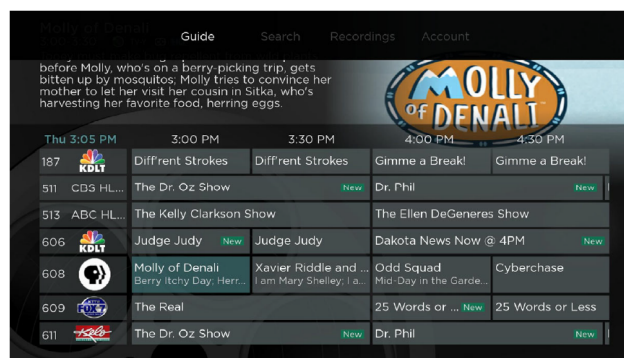 Molly of Denali
Guide Search Recordings Account
before Molly, who's on a berry-picking trip, gets
bitten up by mosquitos; Molly tries to convince her
mother to let her visit her cousin in Sitka, who's
harvesting her favorite food, herring eggs.
MOLLY
OF DENALI
Thu 3:05 PM 3:00 PM 3:30 PM 4:00 PM 4:30 PM
187 KDLT Diff'rent Strokes Diff'rent Strokes Gimme a Break! Gimme a Break!
511 CBS HL... The Dr. Oz Show New Dr. Phil New
513 ABC HL... The Kelly Clarkson Show The Ellen DeGeneres Show
606 KDLT Judge Judy New Judge Judy Dakota News Now @ 4PM New
608 Molly of Denali Xavier Riddle and ... Odd Squad Cyberchase
Berry Itchy Day; Herr... I am Mary Shelley; I a... Mid-Day in the Garde...
609 FOX 7 The Real 25 Words or ... New 25 Words or Less
611 Kelo The Dr. Oz Show New Dr. Phil New